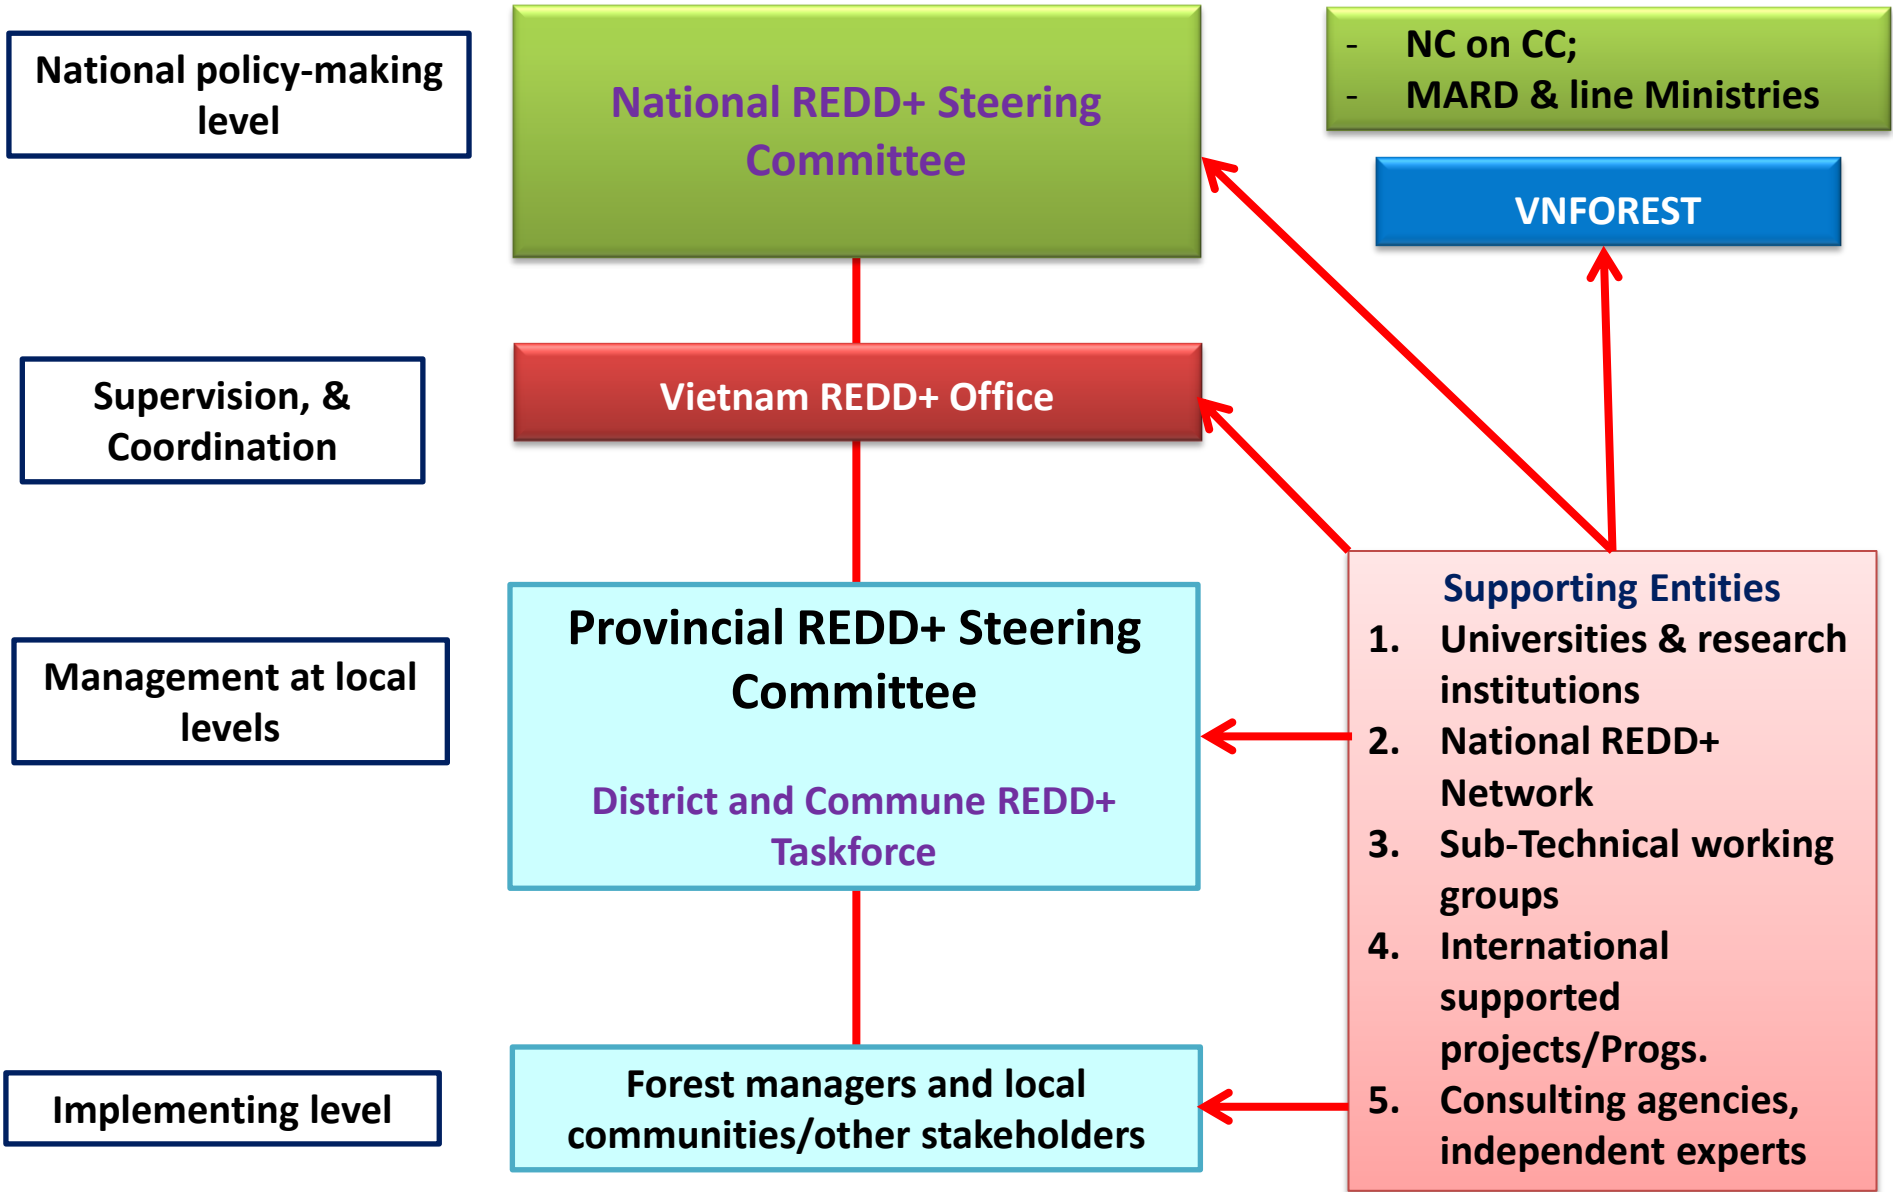 National policy-making
level
National REDD+ Steering
Committee
- NC on CC;
- MARD & line Ministries
VNFOREST
Supervision, &
Coordination
Vietnam REDD+ Office
Management at local
levels
Provincial REDD+ Steering
Committee
District and Commune REDD+
Taskforce
Supporting Entities
1. Universities & research
institutions
2. National REDD+
Network
3. Sub-Technical working
groups
4. International
supported
projects/Progs.
5. Consulting agencies,
independent experts
Implementing level
Forest managers and local
communities/other stakeholders